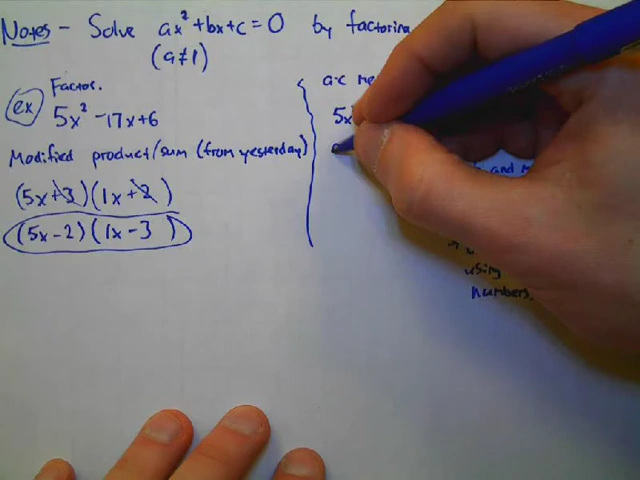 Notes - Solve ax²+bx+c=0 by factoring
(a≠1)
ex Factor.
5x² -17x+6
Modified product/sum (from yesterday)
(5x+3)(1x+2)
(5x-2)(1x-3)
a·c
5x
and
using
numbers.